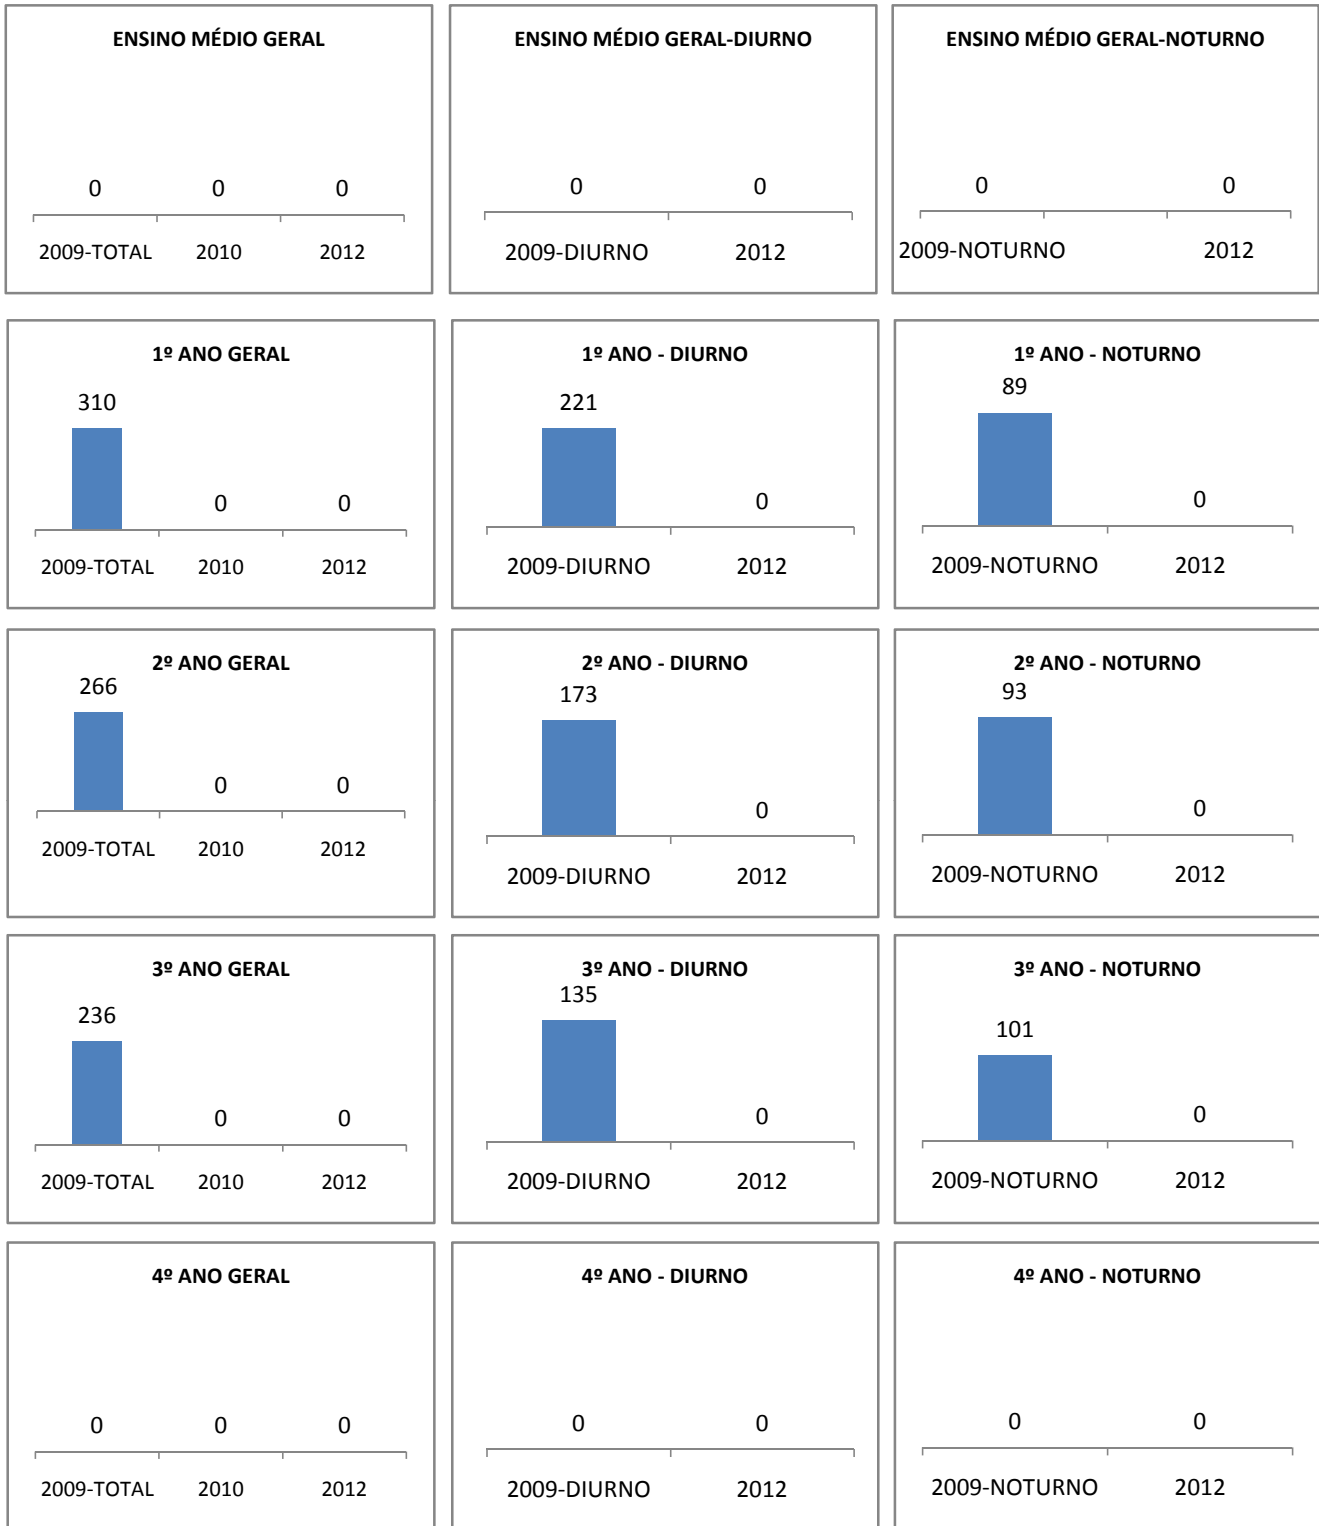 ENSINO MÉDIO GERAL
0 0 0
2009-TOTAL 2010 2012
ENSINO MÉDIO GERAL-DIURNO
0 0
2009-DIURNO 2012
ENSINO MÉDIO GERAL-NOTURNO
0 0
2009-NOTURNO 2012
1º ANO GERAL
310
0 0
2009-TOTAL 2010 2012
1º ANO - DIURNO
221
0
2009-DIURNO 2012
1º ANO - NOTURNO
89
0
2009-NOTURNO 2012
2º ANO GERAL
266
0 0
2009-TOTAL 2010 2012
2º ANO - DIURNO
173
0
2009-DIURNO 2012
2º ANO - NOTURNO
93
0
2009-NOTURNO 2012
3º ANO GERAL
236
0 0
2009-TOTAL 2010 2012
3º ANO - DIURNO
135
0
2009-DIURNO 2012
3º ANO - NOTURNO
101
0
2009-NOTURNO 2012
4º ANO GERAL
0 0 0
2009-TOTAL 2010 2012
4º ANO - DIURNO
0 0
2009-DIURNO 2012
4º ANO - NOTURNO
0 0
2009-NOTURNO 2012